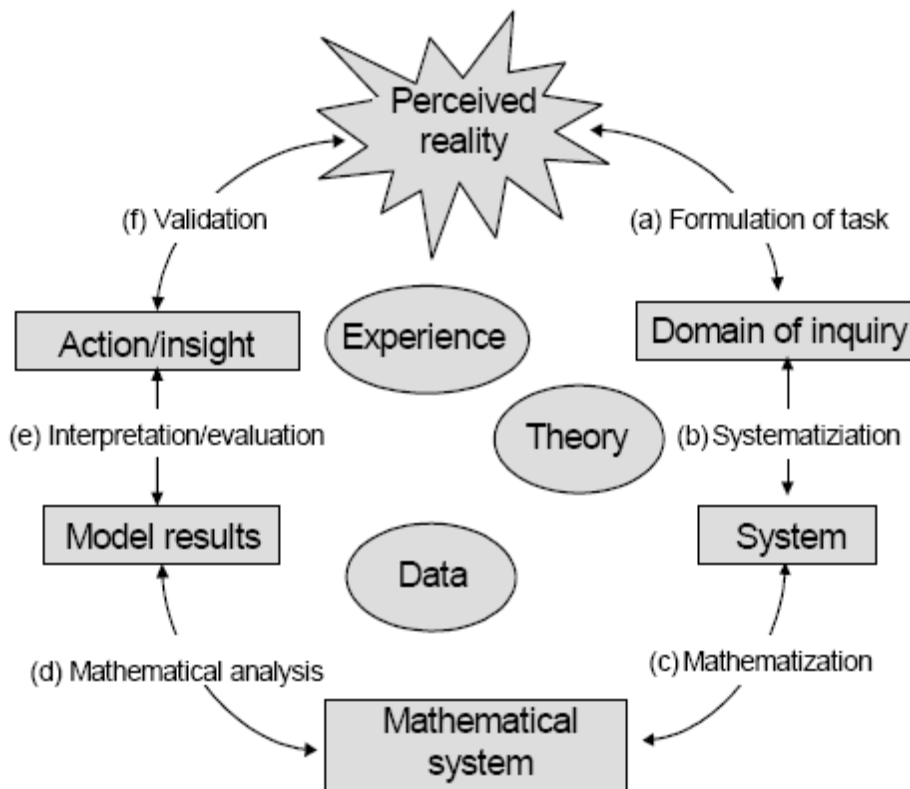 Perceived
reality
(f) Validation
(a) Formulation of task
Action/insight
Experience
Domain of inquiry
(e) Interpretation/evaluation
Theory
(b) Systematiziation
Model results
Data
System
(d) Mathematical analysis
(c) Mathematization
Mathematical
system